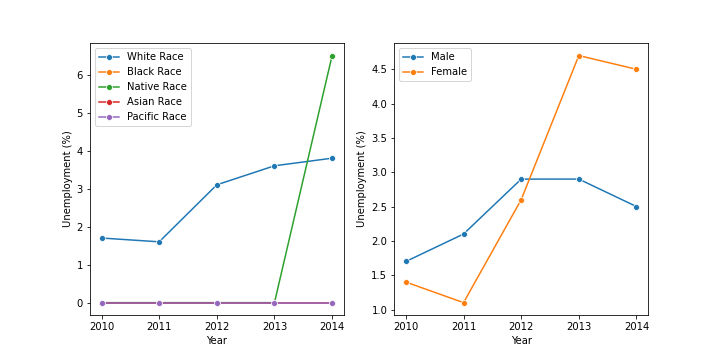 White Race
Black Race
Native Race
Asian Race
Pacific Race
6
5
4
3
2
1
0
Unemployment (%)
2010 2011 2012 2013 2014
Year
Male
Female
4.5
4.0
3.5
3.0
2.5
2.0
1.5
1.0
Unemployment (%)
2010 2011 2012 2013 2014
Year